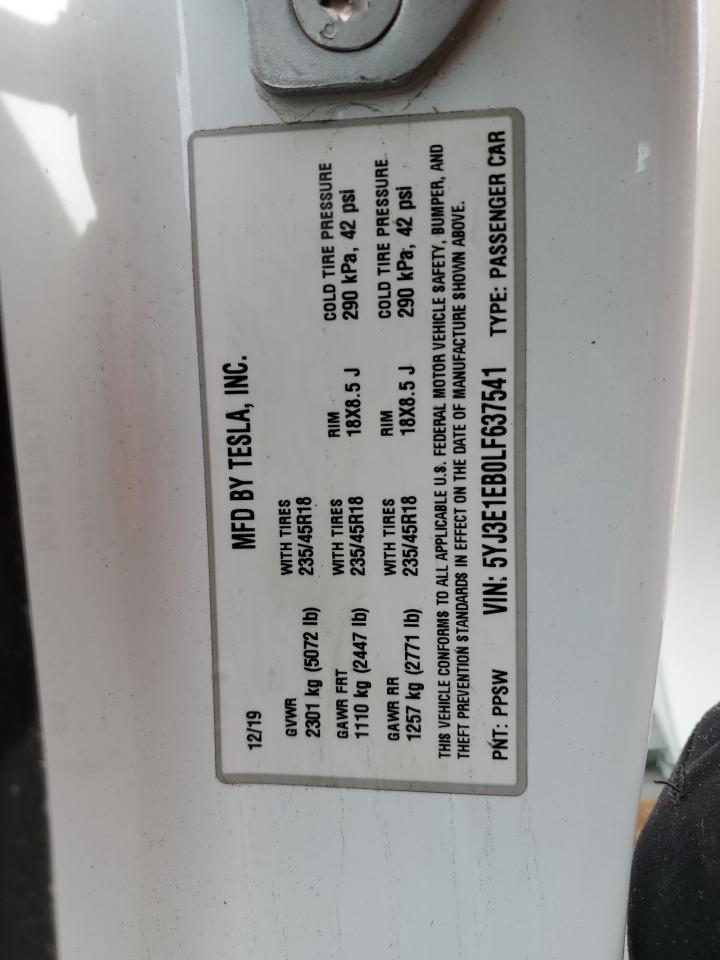 MFD BY TESLA, INC.
12/19
GVWR WITH TIRES
2301 kg (5072 lb) 235/45R18
GAWR FRT WITH TIRES RIM COLD TIRE PRESSURE
1110 kg (2447 lb) 235/45R18 18X8.5 J 290 kPa, 42 psi
GAWR RR WITH TIRES RIM COLD TIRE PRESSURE
1257 kg (2771 lb) 235/45R18 18X8.5 J 290 kPa, 42 psi
THIS VEHICLE CONFORMS TO ALL APPLICABLE U.S. FEDERAL MOTOR VEHICLE SAFETY, BUMPER, AND
THEFT PREVENTION STANDARDS IN EFFECT ON THE DATE OF MANUFACTURE SHOWN ABOVE.
PNT: PPSW VIN: 5YJ3E1EB0LF637541 TYPE: PASSENGER CAR